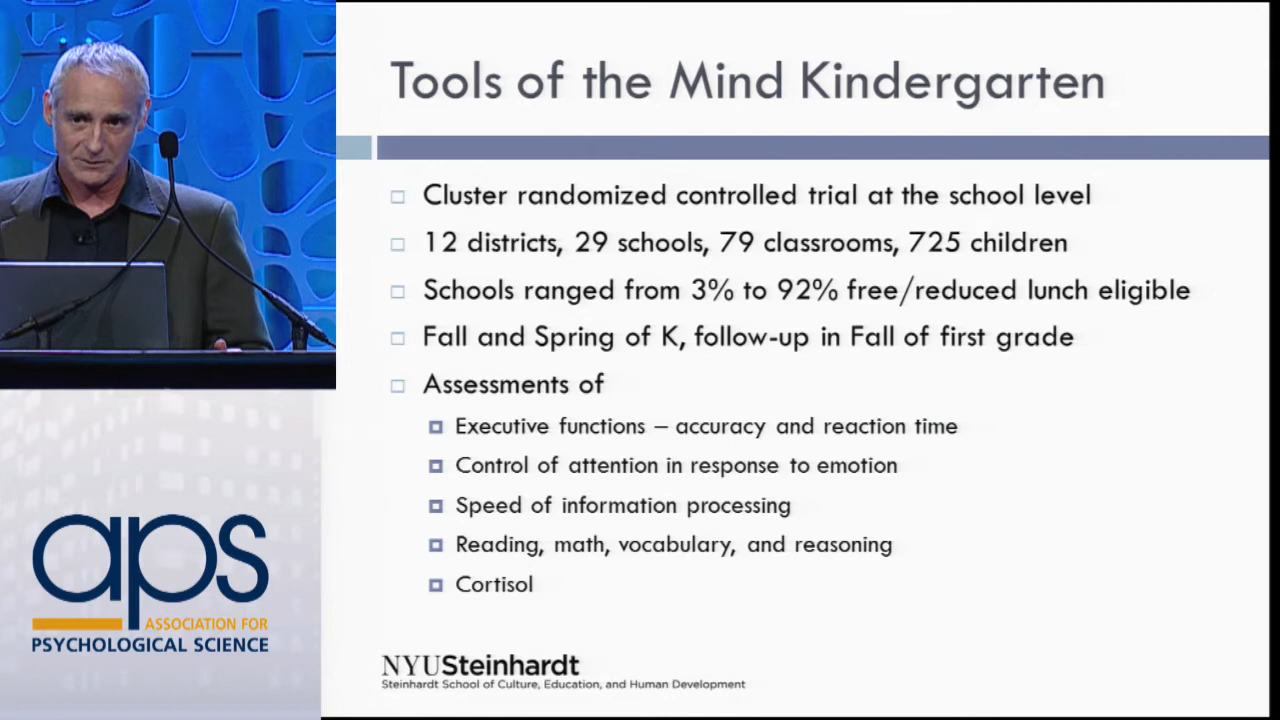 Tools of the Mind Kindergarten
Cluster randomized controlled trial at the school level
12 districts, 29 schools, 79 classrooms, 725 children
Schools ranged from 3% to 92% free/reduced lunch eligible
Fall and Spring of K, follow-up in Fall of first grade
Assessments of
Executive functions – accuracy and reaction time
Control of attention in response to emotion
Speed of information processing
Reading, math, vocabulary, and reasoning
Cortisol
aps
ASSOCIATION FOR
PSYCHOLOGICAL SCIENCE
NYUSteinhardt
Steinhardt School of Culture, Education, and Human Development